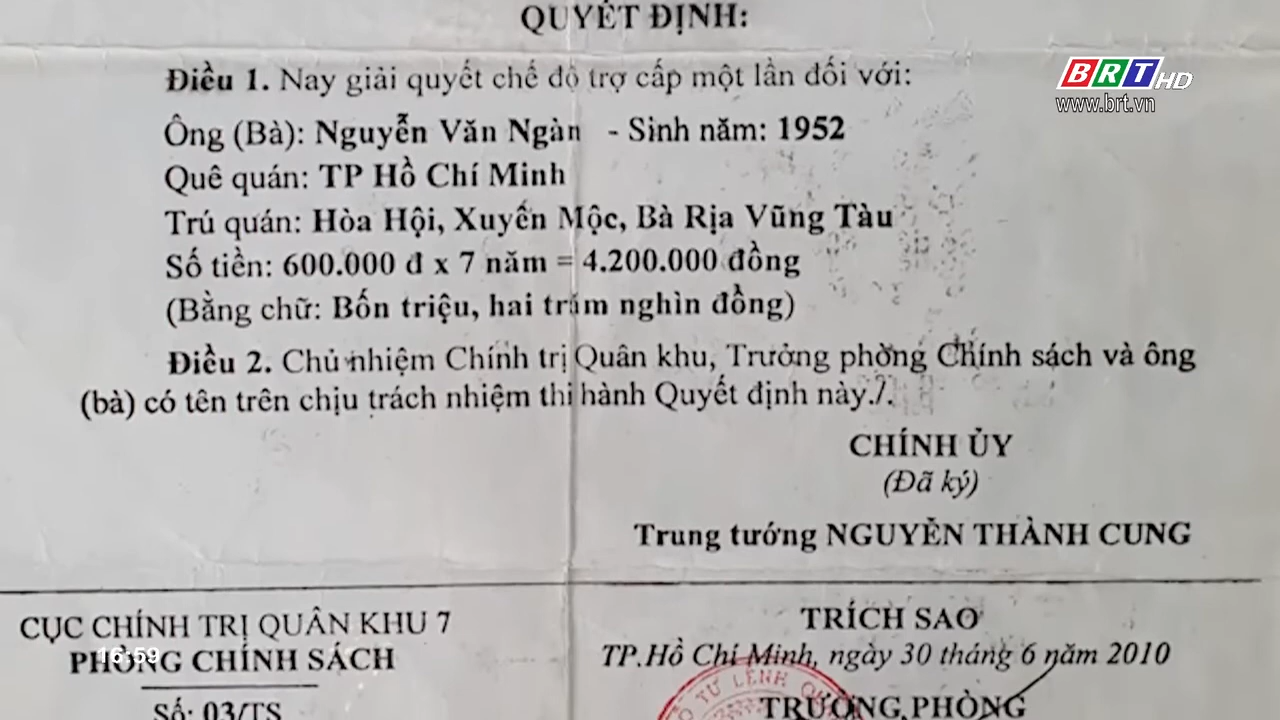 QUYẾT ĐỊNH:
BRT HD
www.brt.vn
Điều 1. Nay giải quyết chế độ trợ cấp một lần đối với:
Ông (Bà): Nguyễn Văn Ngàn - Sinh năm: 1952
Quê quán: TP Hồ Chí Minh
Trú quán: Hòa Hội, Xuyến Mộc, Bà Rịa Vũng Tàu
Số tiền: 600.000 đ x 7 năm = 4.200.000 đồng
(Bằng chữ: Bốn triệu, hai trăm nghìn đồng)
Điều 2. Chủ nhiệm Chính trị Quân khu, Trưởng phòng Chính sách và ông
(bà) có tên trên chịu trách nhiệm thi hành Quyết định này./.
CHÍNH ỦY
(Đã ký)
Trung tướng NGUYỄN THÀNH CUNG
CỤC CHÍNH TRỊ QUÂN KHU 7
PHÒNG CHÍNH SÁCH
16:59
Số: 03/TS
TRÍCH SAO
TP.Hồ Chí Minh, ngày 30 tháng 6 năm 2010
TƯ LỆNH
TRƯỞNG PHÒNG